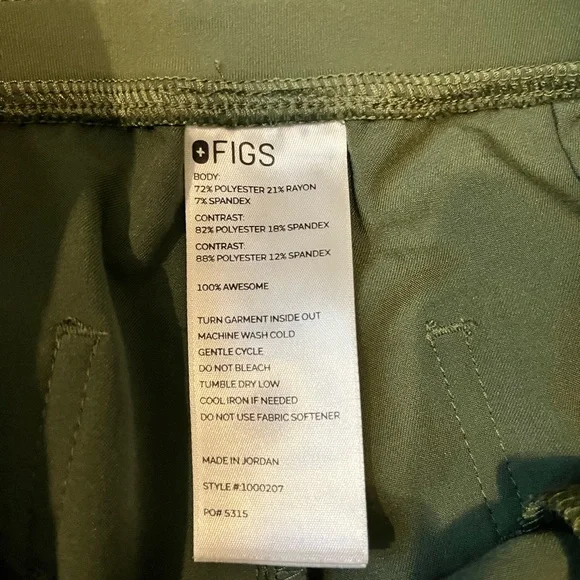 FIGS
BODY:
72% POLYESTER 21% RAYON
7% SPANDEX
CONTRAST:
82% POLYESTER 18% SPANDEX
CONTRAST:
88% POLYESTER 12% SPANDEX
100% AWESOME
TURN GARMENT INSIDE OUT
MACHINE WASH COLD
GENTLE CYCLE
DO NOT BLEACH
TUMBLE DRY LOW
COOL IRON IF NEEDED
DO NOT USE FABRIC SOFTENER
MADE IN JORDAN
STYLE #:1000207
PO# 5315